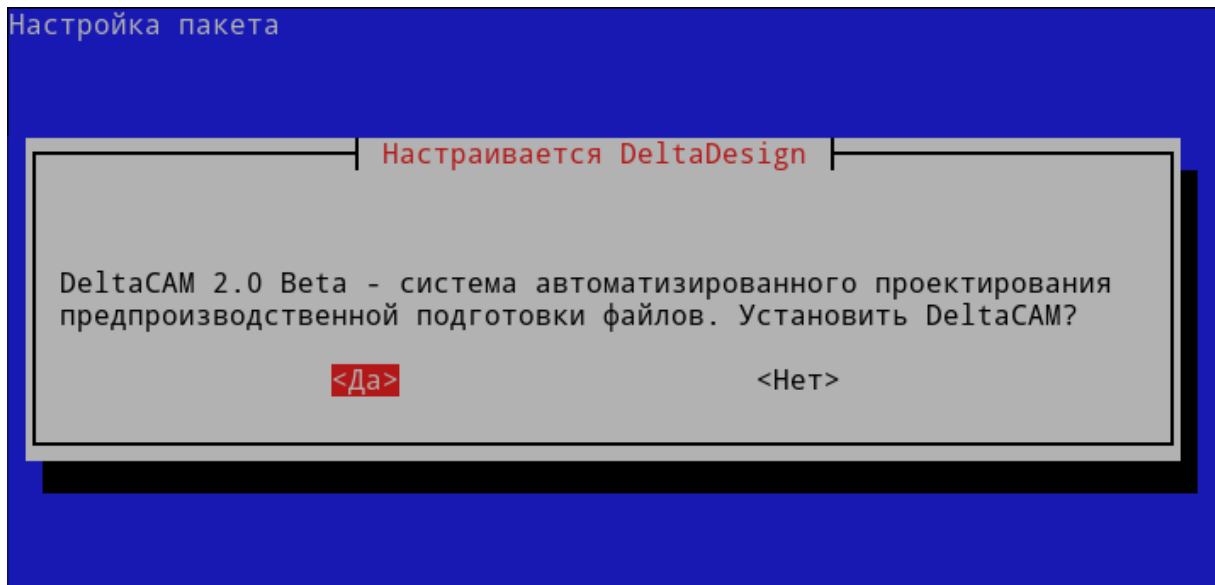 Настройка пакета
Настраивается DeltaDesign
DeltaCAM 2.0 Beta - система автоматизированного проектирования
предпроизводственной подготовки файлов. Установить DeltaCAM?
<Да> <Нет>